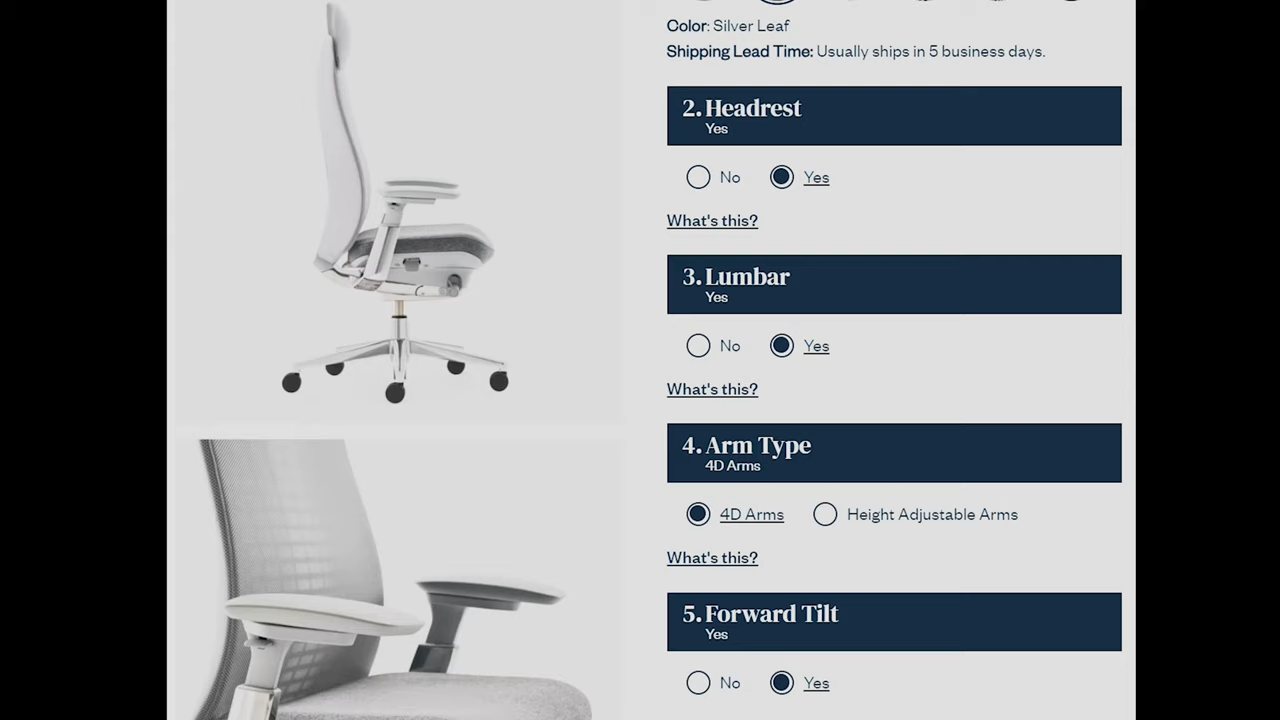 Color: Silver Leaf
Shipping Lead Time: Usually ships in 5 business days.
2. Headrest
Yes
No Yes
What's this?
3. Lumbar
Yes
No Yes
What's this?
4. Arm Type
4D Arms
4D Arms Height Adjustable Arms
What's this?
5. Forward Tilt
Yes
No Yes